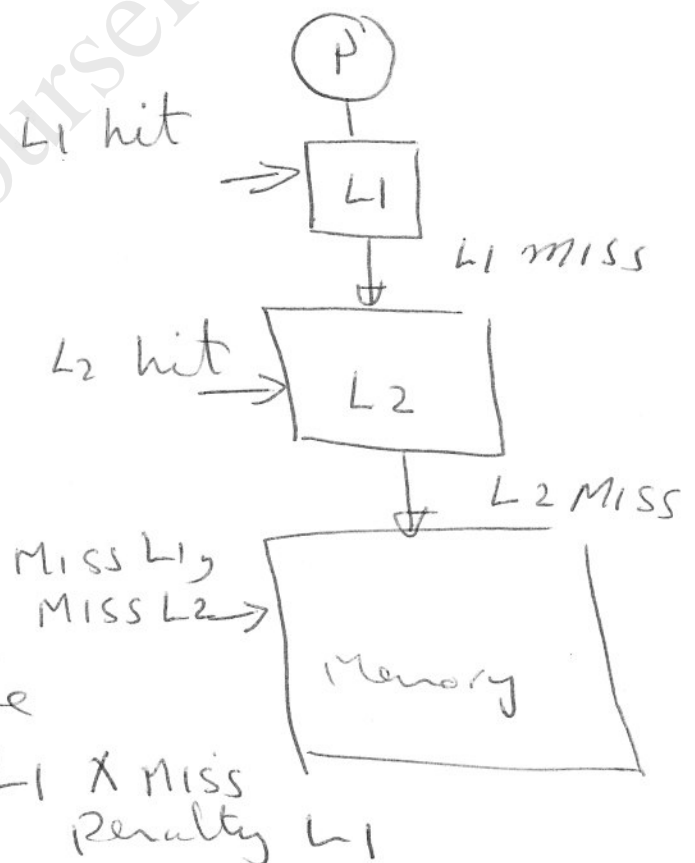 P
L1 hit
L1
L1 MISS
L2 hit
L2
L2 MISS
MISS L1,
MISS L2
Memory
L1 X MISS
Penalty L1